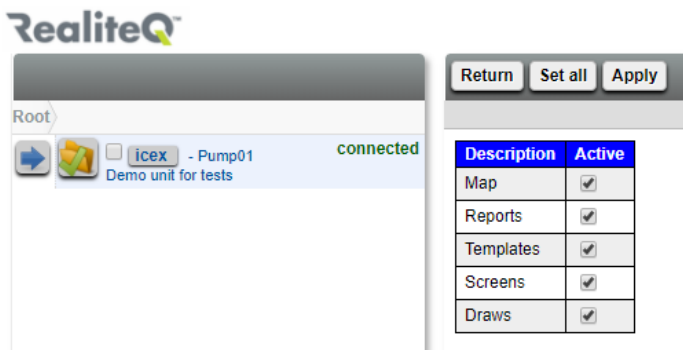 RealiteQ™
Return Set all Apply
Root
icex - Pump01 connected
Demo unit for tests
Description Active
Map
Reports
Templates
Screens
Draws